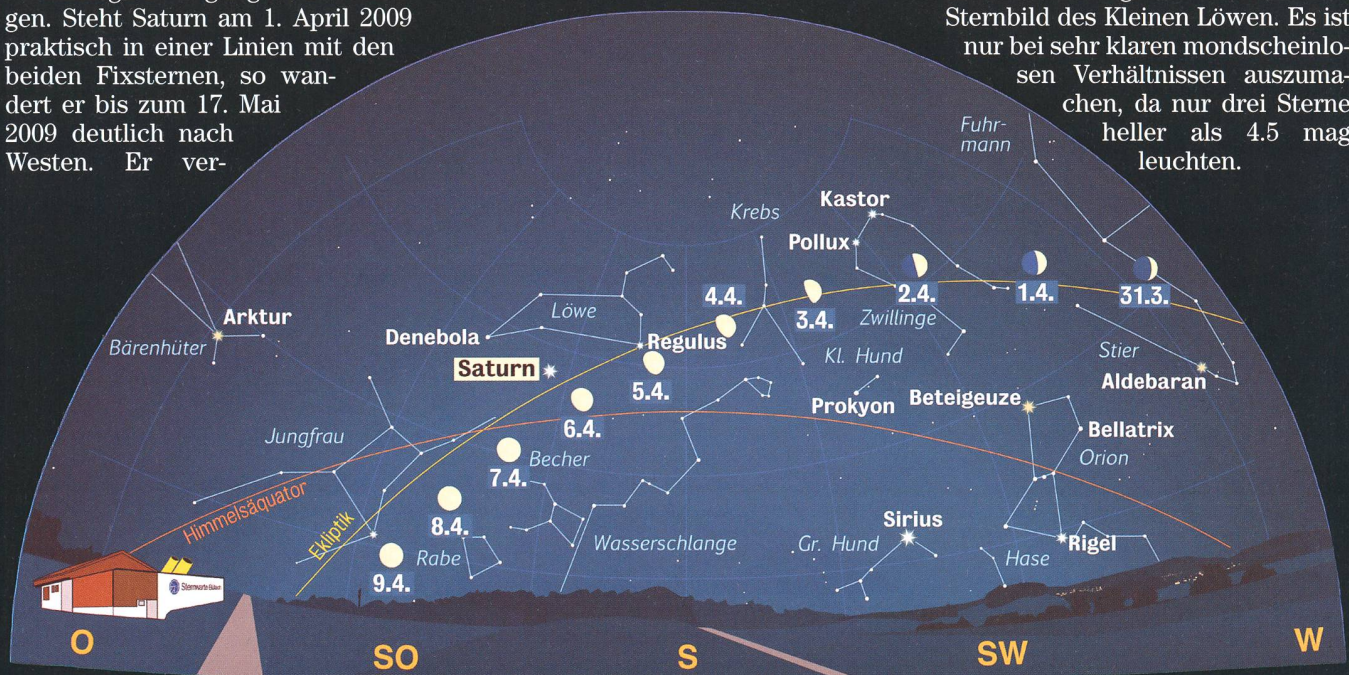 gen. Steht Saturn am 1. April 2009
praktisch in einer Linien mit den
beiden Fixsternen, so wan-
dert er bis zum 17. Mai
2009 deutlich nach
Westen. Er ver-
Sternbild des Kleinen Löwen. Es ist
nur bei sehr klaren mondscheinlo-
sen Verhältnissen auszuma-
chen, da nur drei Sterne
heller als 4.5 mag
leuchten.
Fuhr-
mann
Kastor
Krebs
Pollux
Arktur
Bärenhüter
Löwe
Denebola
Regulus
Saturn
4.4.
3.4.
2.4.
1.4.
31.3.
Zwillinge
Kl. Hund
Stier
Aldebaran
5.4.
6.4.
Prokyon
Beteigeuze
Bellatrix
Orion
Jungfrau
7.4.
Becher
Himmelsäquator
Ekliptik
8.4.
Rabe
9.4.
Wasserschlange
Sirius
Gr. Hund
Rigel
Hase
Sternwarte Bülach
O
SO
S
SW
W